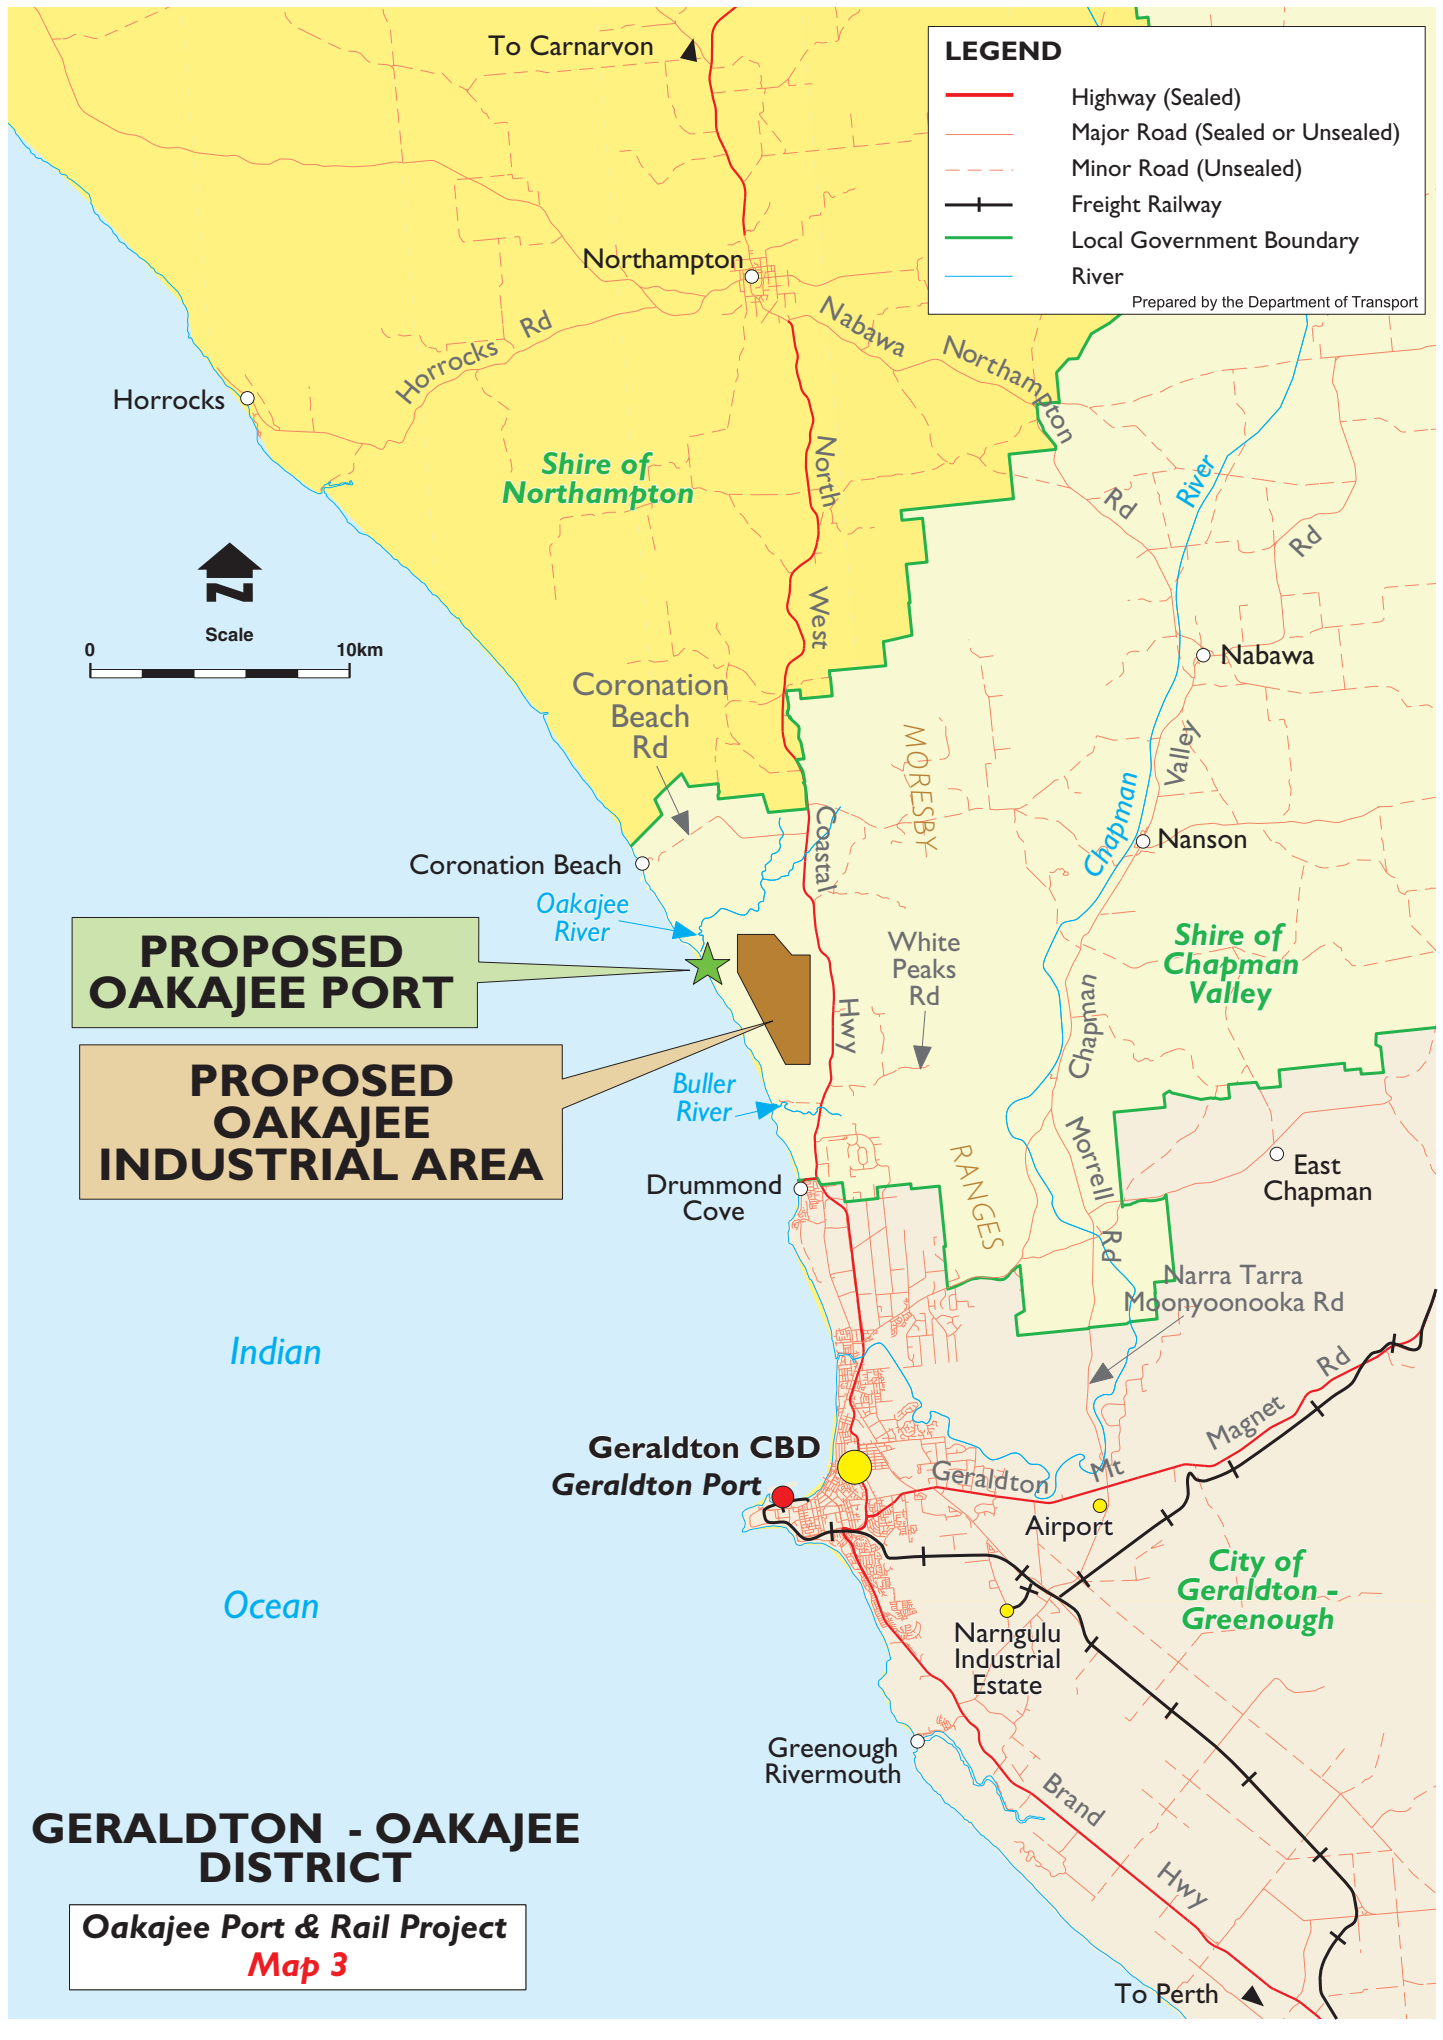 To Carnarvon
LEGEND
Highway (Sealed)
Major Road (Sealed or Unsealed)
Minor Road (Unsealed)
Freight Railway
Local Government Boundary
River
Prepared by the Department of Transport
Northampton
Nabawa Northampton Rd
Horrocks Rd
Horrocks
Shire of
Northampton
North West Coastal Hwy
River
Rd
N
Scale
0 10km
Nabawa
Coronation
Beach
Rd
MORESBY
Valley
Chapman
Nanson
Coronation Beach
Oakajee
River
White
Peaks
Rd
Shire of
Chapman
Valley
PROPOSED
OAKAJEE PORT
Chapman
PROPOSED
OAKAJEE
INDUSTRIAL AREA
Buller
River
Morrell
Rd
RANGES
East
Chapman
Drummond
Cove
Narra Tarra
Moonyoonooka Rd
Indian
Geraldton Mt Magnet Rd
Geraldton CBD
Geraldton Port
Airport
City of
Geraldton -
Greenough
Ocean
Narngulu
Industrial
Estate
Greenough
Rivermouth
Brand Hwy
GERALDTON - OAKAJEE
DISTRICT
Oakajee Port & Rail Project
Map 3
To Perth